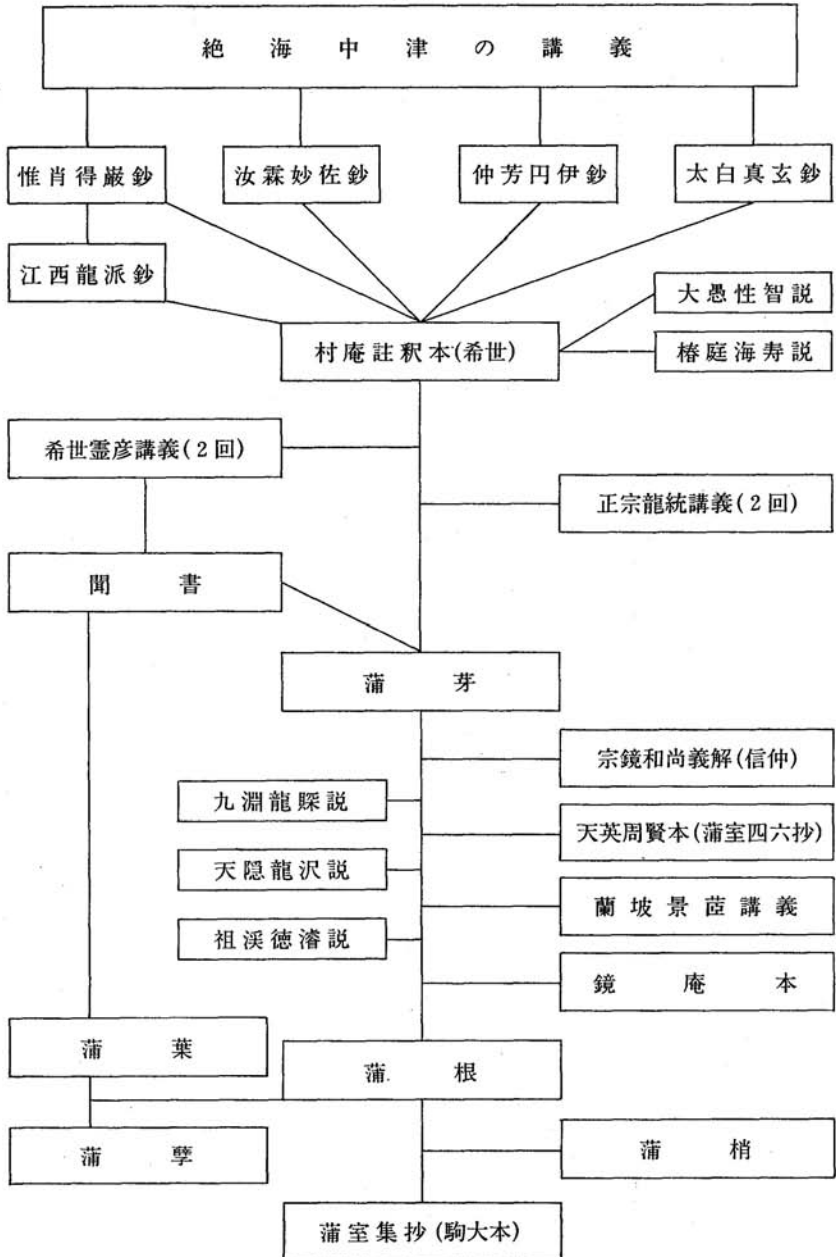 絶海中津の講義
惟肖得巌鈔
汝霖妙佐鈔
仲芳円伊鈔
太白真玄鈔
江西龍派鈔
大愚性智説
村庵註釈本(希世)
椿庭海寿説
希世霊彦講義(2回)
正宗龍統講義(2回)
聞書
蒲芽
宗鏡和尚義解(信仲)
九淵龍賝説
天英周賢本(蒲室四六抄)
天隠龍沢説
蘭坡景茝講義
祖渓徳濬説
鏡庵本
蒲葉
蒲根
蒲孽
蒲梢
蒲室集抄(駒大本)